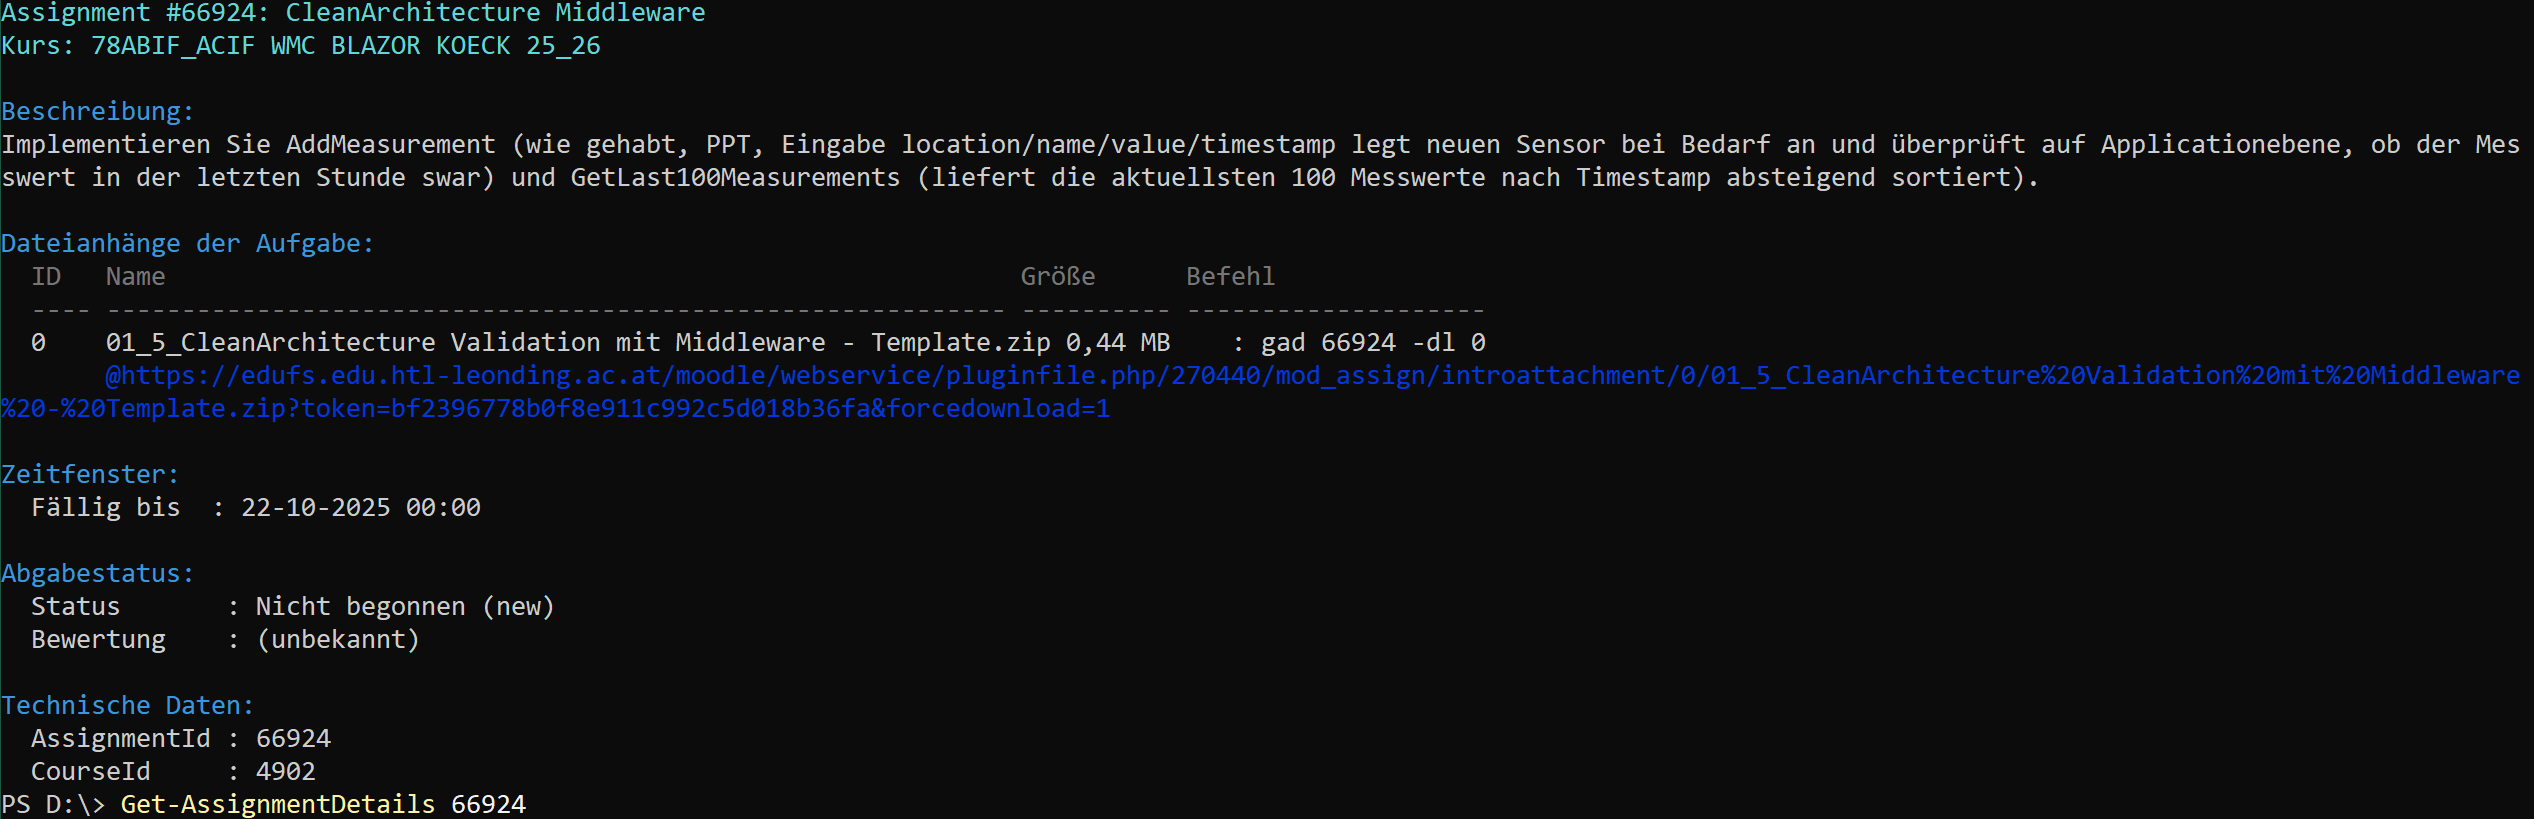 Assignment #66924: CleanArchitecture Middleware
Kurs: 78ABIF_ACIF WMC BLAZOR KOECK 25_26
Beschreibung:
Implementieren Sie AddMeasurement (wie gehabt, PPT, Eingabe location/name/value/timestamp legt neuen Sensor bei Bedarf an und überprüft auf Applicationebene, ob der Mes
swert in der letzten Stunde swar) und GetLast100Measurements (liefert die aktuellsten 100 Messwerte nach Timestamp absteigend sortiert).
Dateianhänge der Aufgabe:
ID   Name   Größe   Befehl
---- ------------------------------------------------------------ ---------- --------------------
0    01_5_CleanArchitecture Validation mit Middleware - Template.zip 0,44 MB    : gad 66924 -dl 0
@https://edufs.edu.htl-leonding.ac.at/moodle/webservice/pluginfile.php/270440/mod_assign/introattachment/0/01_5_CleanArchitecture%20Validation%20mit%20Middleware
%20-%20Template.zip?token=bf2396778b0f8e911c992c5d018b36fa&forcedownload=1
Zeitfenster:
Fällig bis  : 22-10-2025 00:00
Abgabestatus:
Status       : Nicht begonnen (new)
Bewertung    : (unbekannt)
Technische Daten:
AssignmentId : 66924
CourseId     : 4902
PS D:\> Get-AssignmentDetails 66924